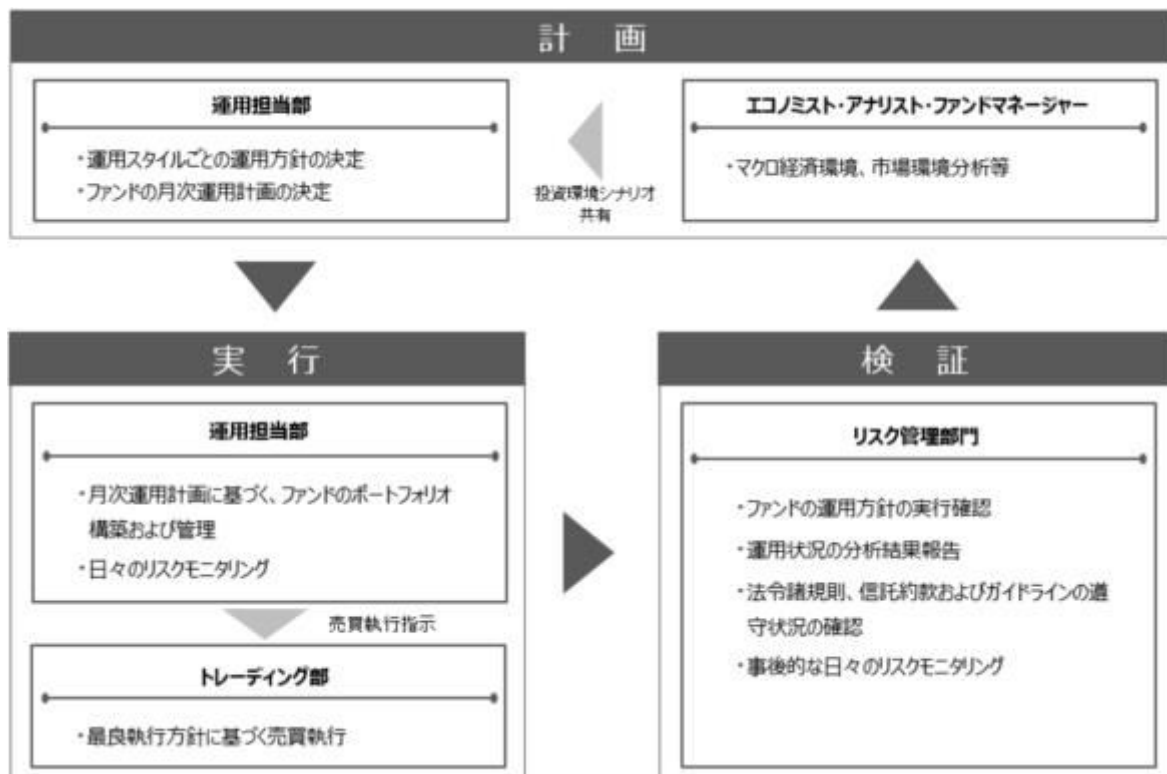 計 画
運用担当部
・運用スタイルごとの運用方針の決定
・ファンドの月次運用計画の決定
投資環境シナリオ
共有
エコノミスト・アナリスト・ファンドマネージャー
・マクロ経済環境、市場環境分析等
実 行
運用担当部
・月次運用計画に基づく、ファンドのポートフォリオ
構築および管理
・日々のリスクモニタリング
売買執行指示
トレーディング部
・最良執行方針に基づく売買執行
検 証
リスク管理部門
・ファンドの運用方針の実行確認
・運用状況の分析結果報告
・法令諸規則、信託約款およびガイドラインの遵
守状況の確認
・事後的な日々のリスクモニタリング